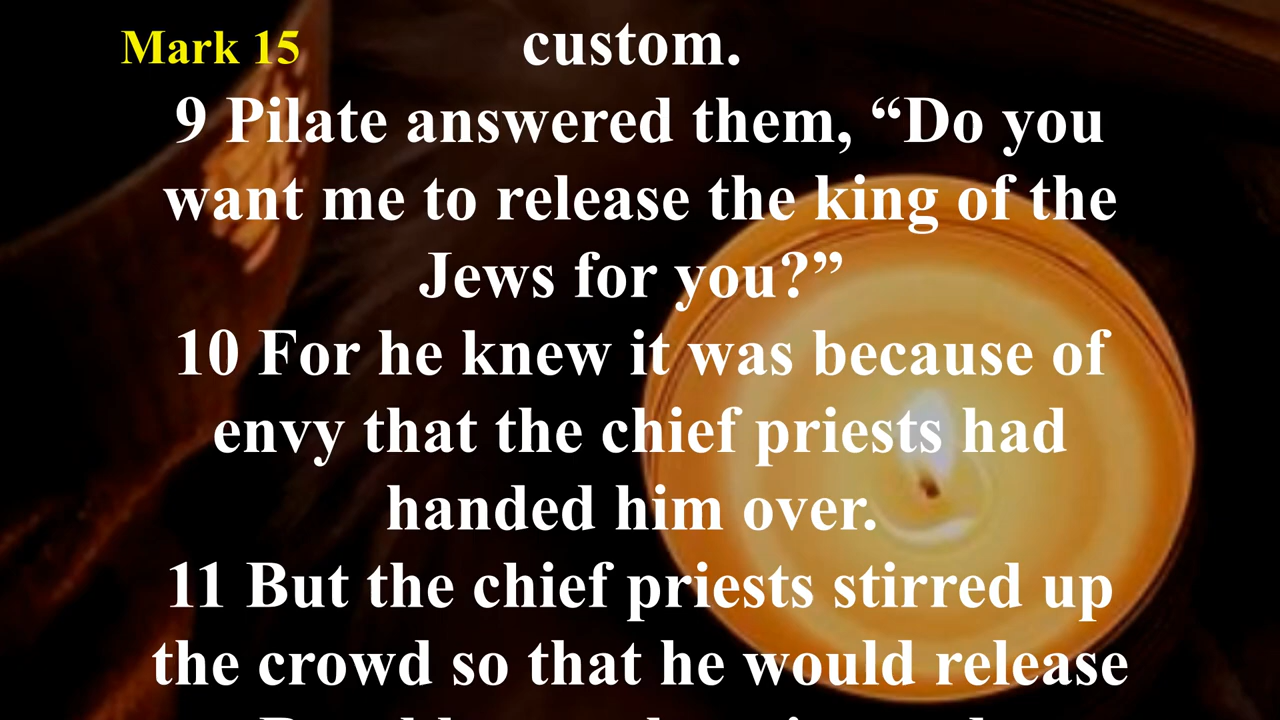 Mark 15
custom.
9 Pilate answered them, “Do you
want me to release the king of the
Jews for you?”
10 For he knew it was because of
envy that the chief priests had
handed him over.
11 But the chief priests stirred up
the crowd so that he would release